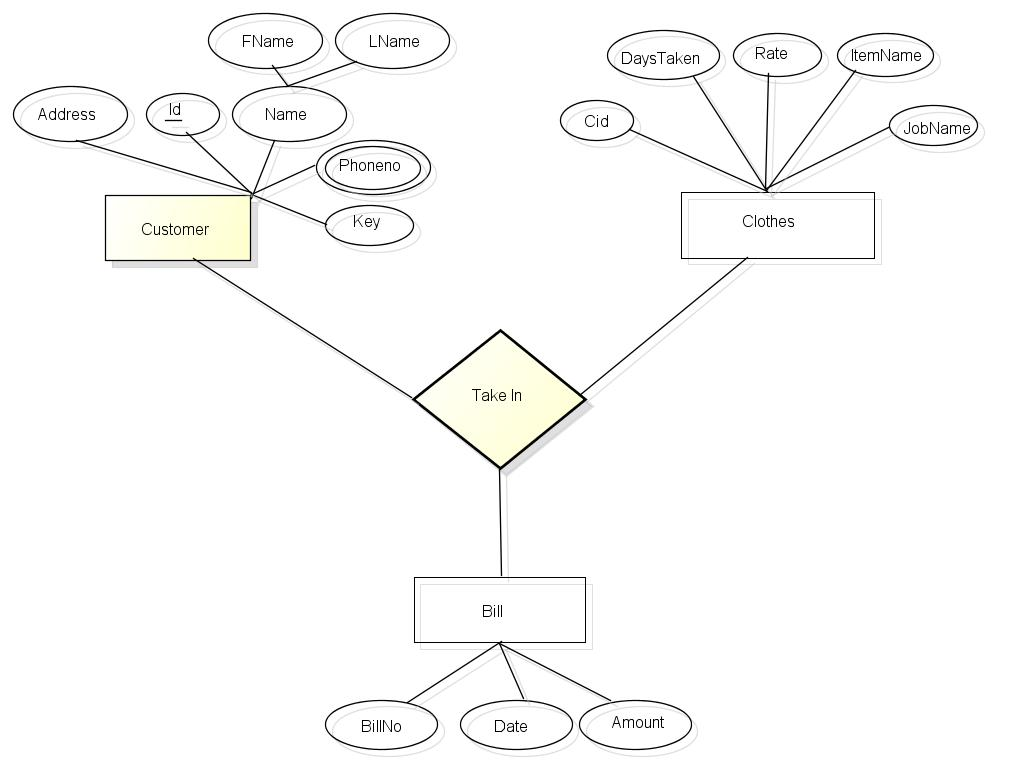 FName
LName
DaysTaken
Rate
ItemName
Address
Id
Name
Cid
JobName
Phoneno
Key
Customer
Clothes
Take In
Bill
BillNo
Date
Amount